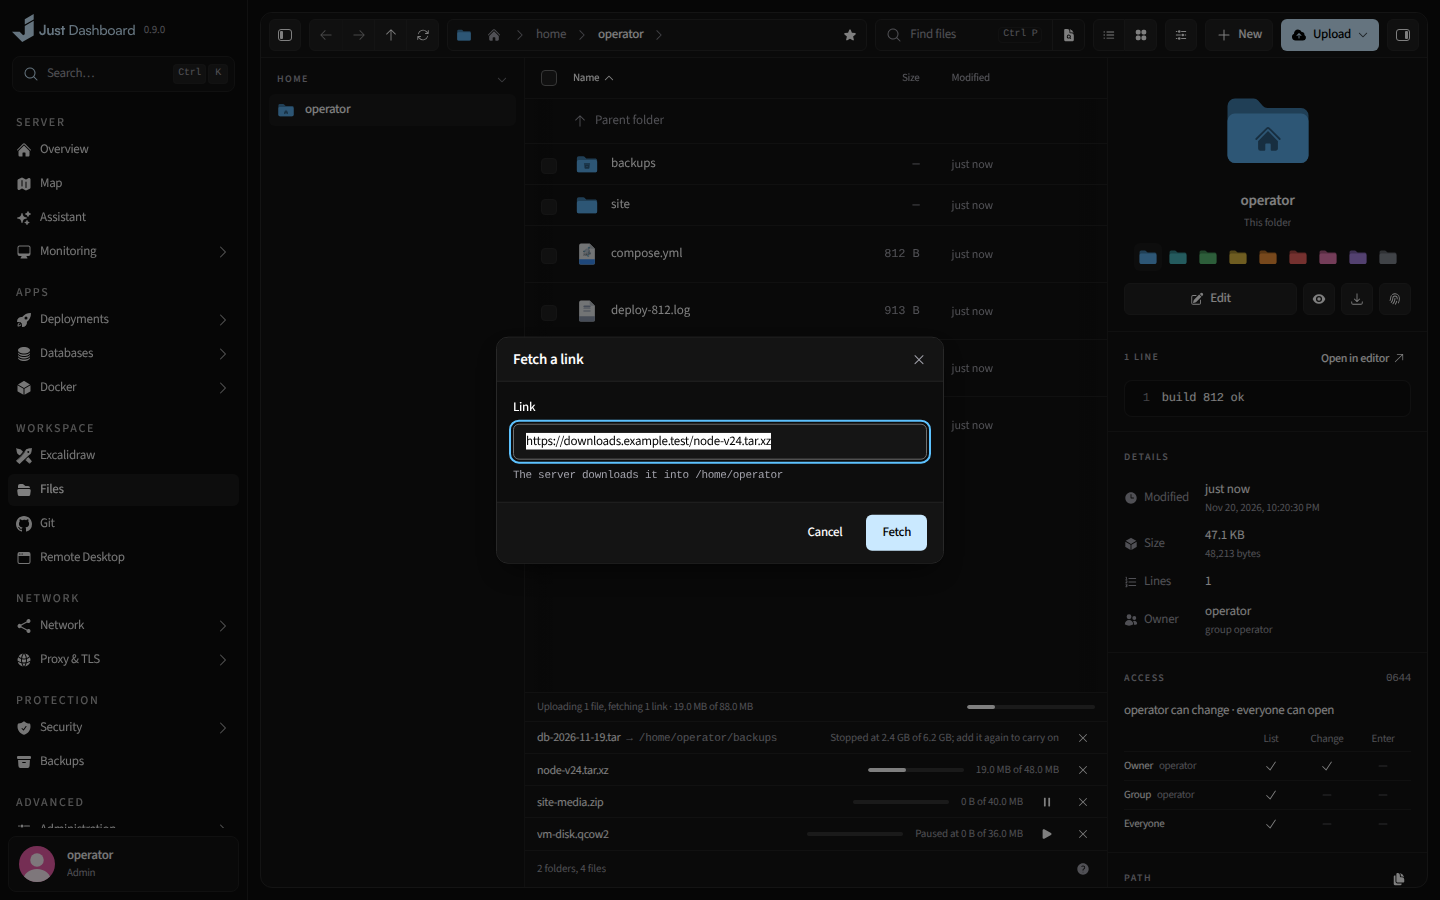 Just Dashboard 0.9.0
Search… Ctrl K
SERVER
Overview
Map
Assistant
Monitoring
APPS
Deployments
Databases
Docker
WORKSPACE
Excalidraw
Files
Git
Remote Desktop
NETWORK
Network
Proxy & TLS
PROTECTION
Security
Backups
ADVANCED
Administration
operator
Admin
home operator
Find files Ctrl P
New
Upload
HOME
operator
Name Size Modified
Parent folder
backups — just now
site — just now
compose.yml 812 B just now
deploy-812.log 913 B just now
just now
just now
Fetch a link
Link
https://downloads.example.test/node-v24.tar.xz
The server downloads it into /home/operator
Cancel Fetch
Uploading 1 file, fetching 1 link · 19.0 MB of 88.0 MB
db-2026-11-19.tar → /home/operator/backups Stopped at 2.4 GB of 6.2 GB; add it again to carry on
node-v24.tar.xz 19.0 MB of 48.0 MB
site-media.zip 0 B of 40.0 MB
vm-disk.qcow2 Paused at 0 B of 36.0 MB
2 folders, 4 files
operator
This folder
Edit
1 LINE Open in editor
1 build 812 ok
DETAILS
Modified just now
Nov 20, 2026, 10:20:30 PM
Size 47.1 KB
48,213 bytes
Lines 1
Owner operator
group operator
ACCESS 0644
operator can change · everyone can open
List Change Enter
Owner operator —
Group operator — —
Everyone — —
PATH